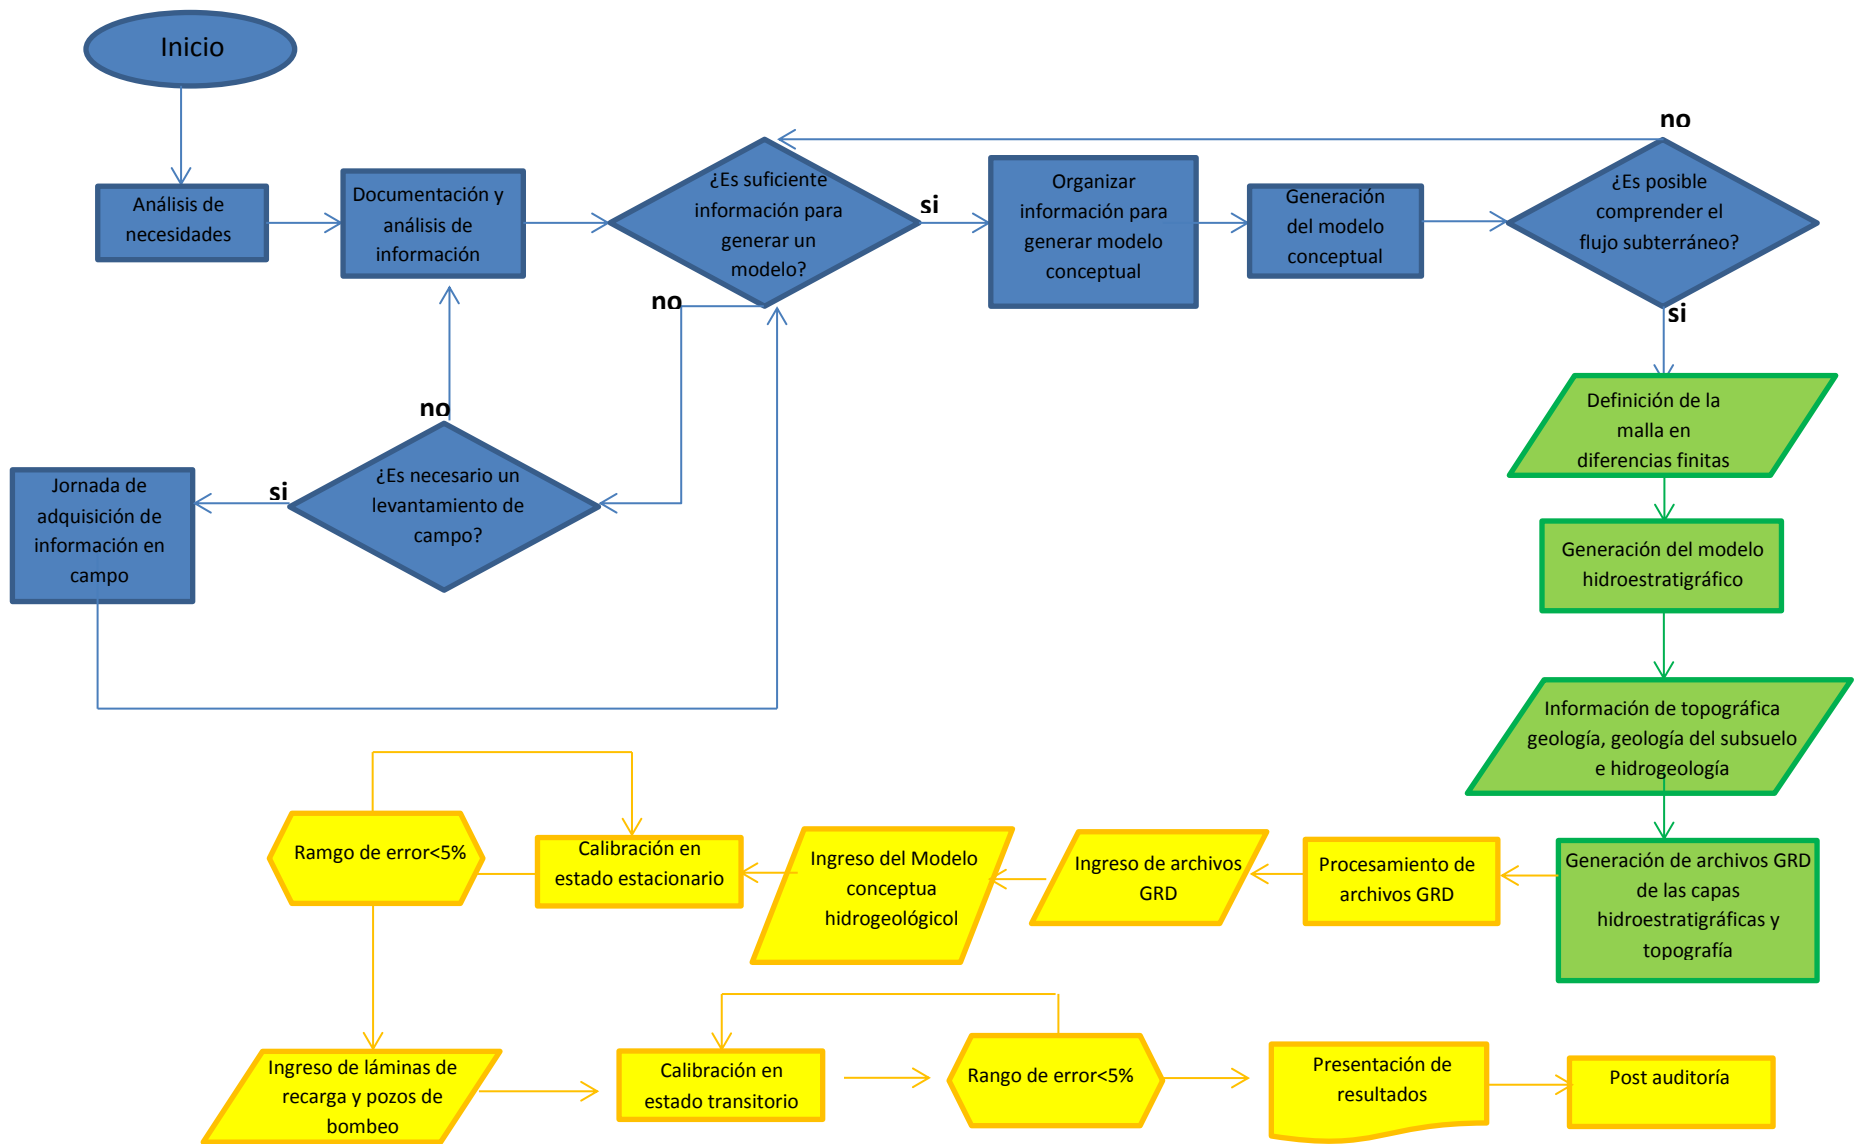 Inicio
Análisis de
necesidades
Documentación y
análisis de
información
¿Es suficiente
información para
generar un
modelo?
si
no
Organizar
información para
generar modelo
conceptual
Generación
del modelo
conceptual
no
¿Es posible
comprender el
flujo subterráneo?
si
no
¿Es necesario un
levantamiento de
campo?
si
Jornada de
adquisición de
información en
campo
Definición de la
malla en
diferencias finitas
Generación del modelo
hidroestratigráfico
Información de topográfica
geología, geología del subsuelo
e hidrogeología
Generación de archivos GRD
de las capas
hidroestratigráficas y
topografía
Procesamiento de
archivos GRD
Ingreso de archivos
GRD
Ingreso del Modelo
conceptua
hidrogeológicol
Calibración en
estado estacionario
Ramgo de error<5%
Ingreso de láminas de
recarga y pozos de
bombeo
Calibración en
estado transitorio
Rango de error<5%
Presentación de
resultados
Post auditoría